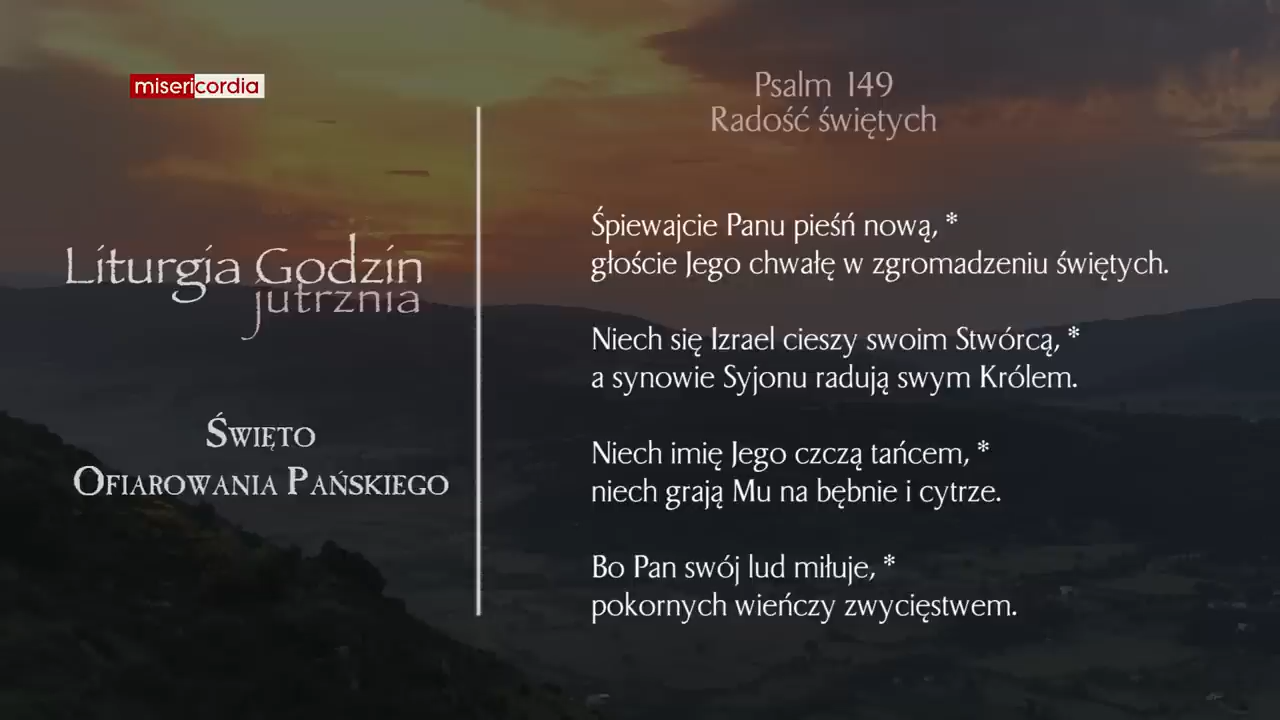 misericordia
Liturgia Godzin
jutrznia
Święto
Ofiarowania Pańskiego
Psalm 149
Radość świętych
Śpiewajcie Panu pieśń nową, *
głoście Jego chwałę w zgromadzeniu świętych.
Niech się Izrael cieszy swoim Stwórcą, *
a synowie Syjonu radują swym Królem.
Niech imię Jego czczą tańcem, *
niech grają Mu na bębnie i cytrze.
Bo Pan swój lud miłuje, *
pokornych wieńczy zwycięstwem.